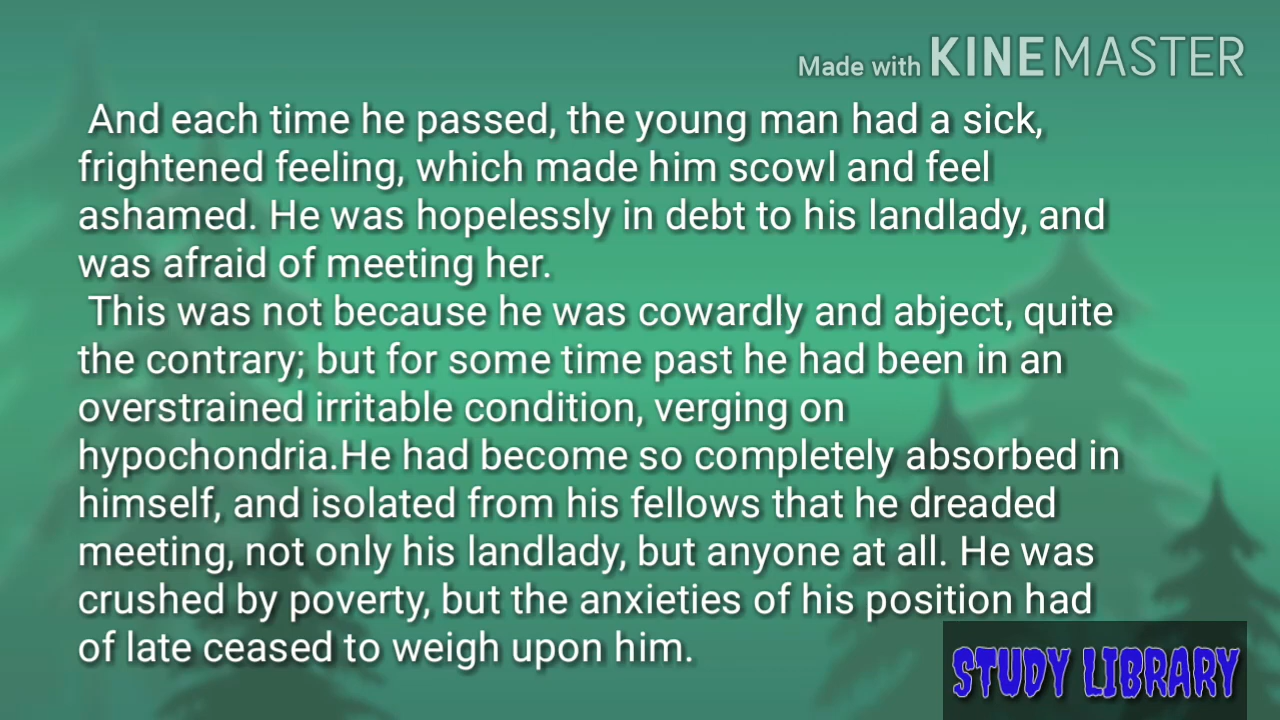 Made with KINEMASTER
And each time he passed, the young man had a sick,
frightened feeling, which made him scowl and feel
ashamed. He was hopelessly in debt to his landlady, and
was afraid of meeting her.
This was not because he was cowardly and abject, quite
the contrary; but for some time past he had been in an
overstrained irritable condition, verging on
hypochondria.He had become so completely absorbed in
himself, and isolated from his fellows that he dreaded
meeting, not only his landlady, but anyone at all. He was
crushed by poverty, but the anxieties of his position had
of late ceased to weigh upon him.
STUDY LIBRARY